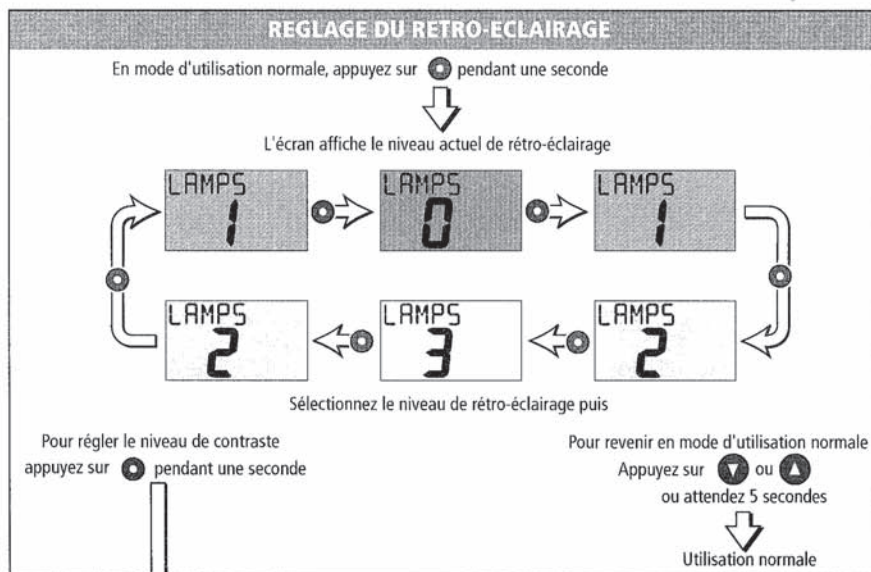 REGLAGE DU RETRO-ECLAIRAGE
En mode d'utilisation normale, appuyez sur pendant une seconde
L'écran affiche le niveau actuel de rétro-éclairage
LAMPS
1
LAMPS
0
LAMPS
1
LAMPS
2
LAMPS
3
LAMPS
2
Sélectionnez le niveau de rétro-éclairage puis
Pour régler le niveau de contraste
appuyez sur pendant une seconde
Pour revenir en mode d'utilisation normale
Appuyez sur ou
ou attendez 5 secondes
Utilisation normale